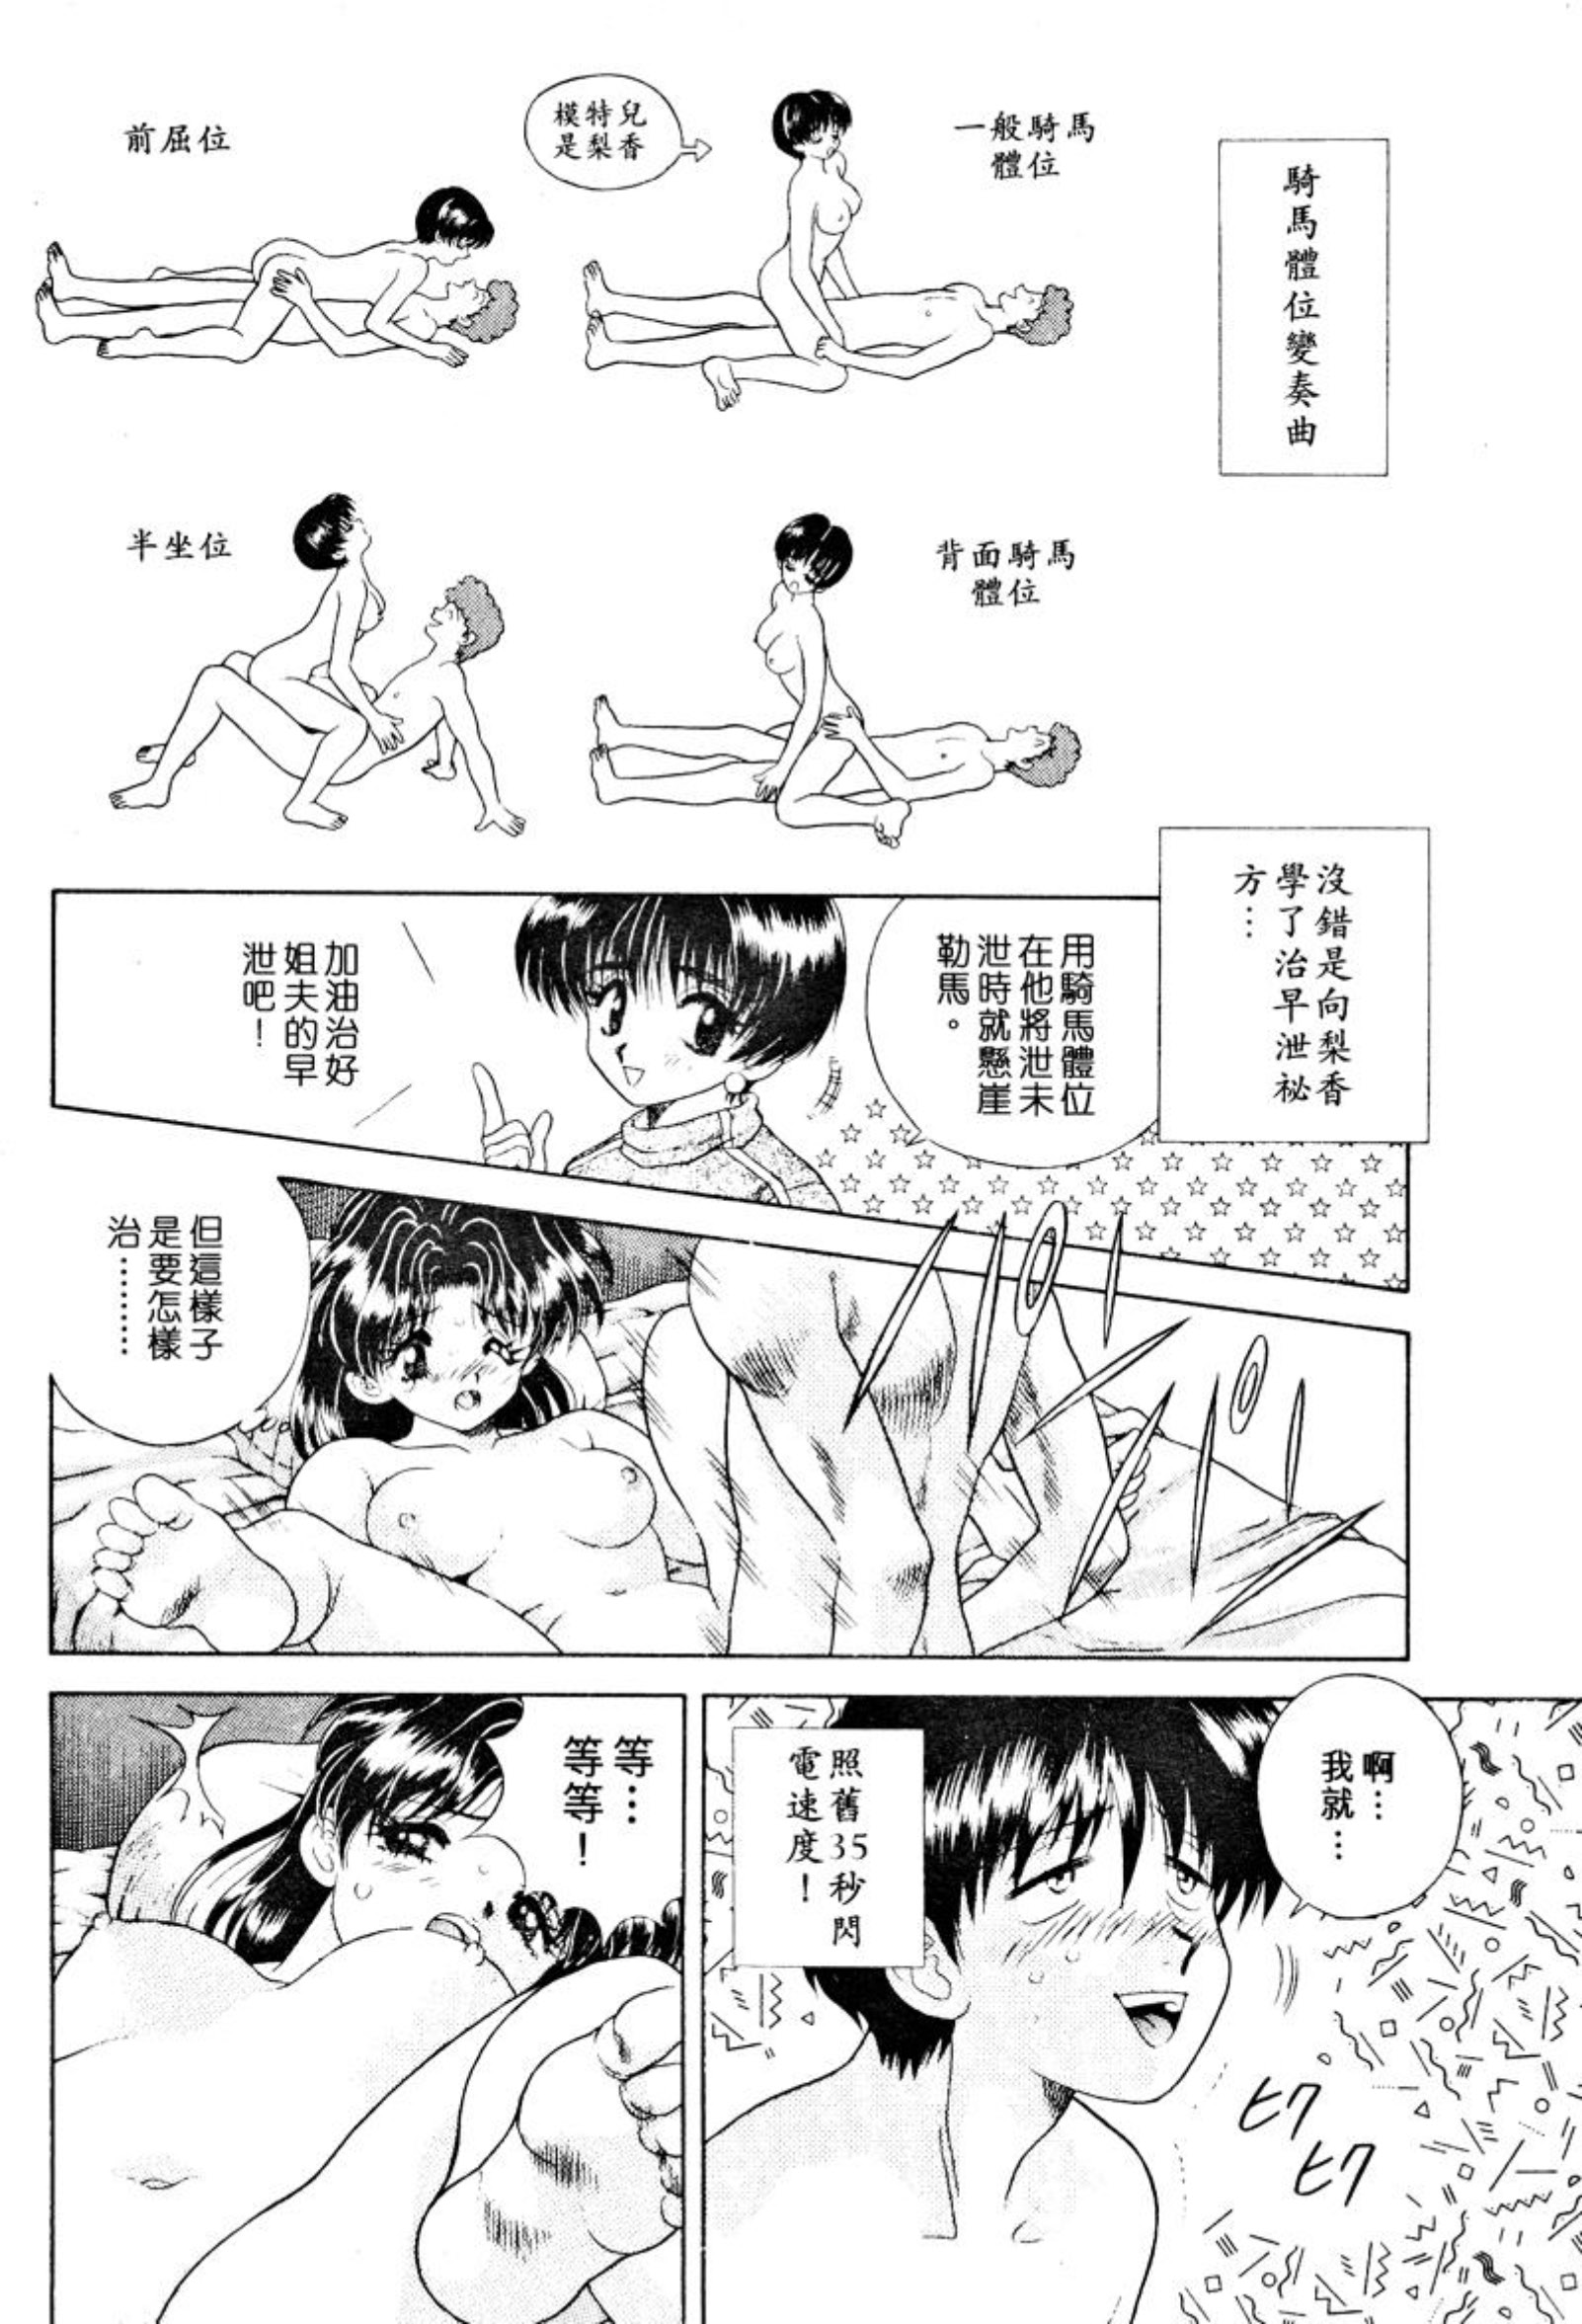 騎馬體位變奏曲
一般騎馬
體位
模特兒
是梨香
前屈位
背面騎馬
體位
半坐位
沒錯是向梨香
學了治早泄祕
方…
用騎馬體位
在他將泄未
泄時就懸崖
勒馬。
加油治好
姐夫的早
泄吧！
但這樣子
是要怎樣
治………
啊…
我就…
照舊35秒閃
電速度！
ヒク
ヒク
等…
等等！